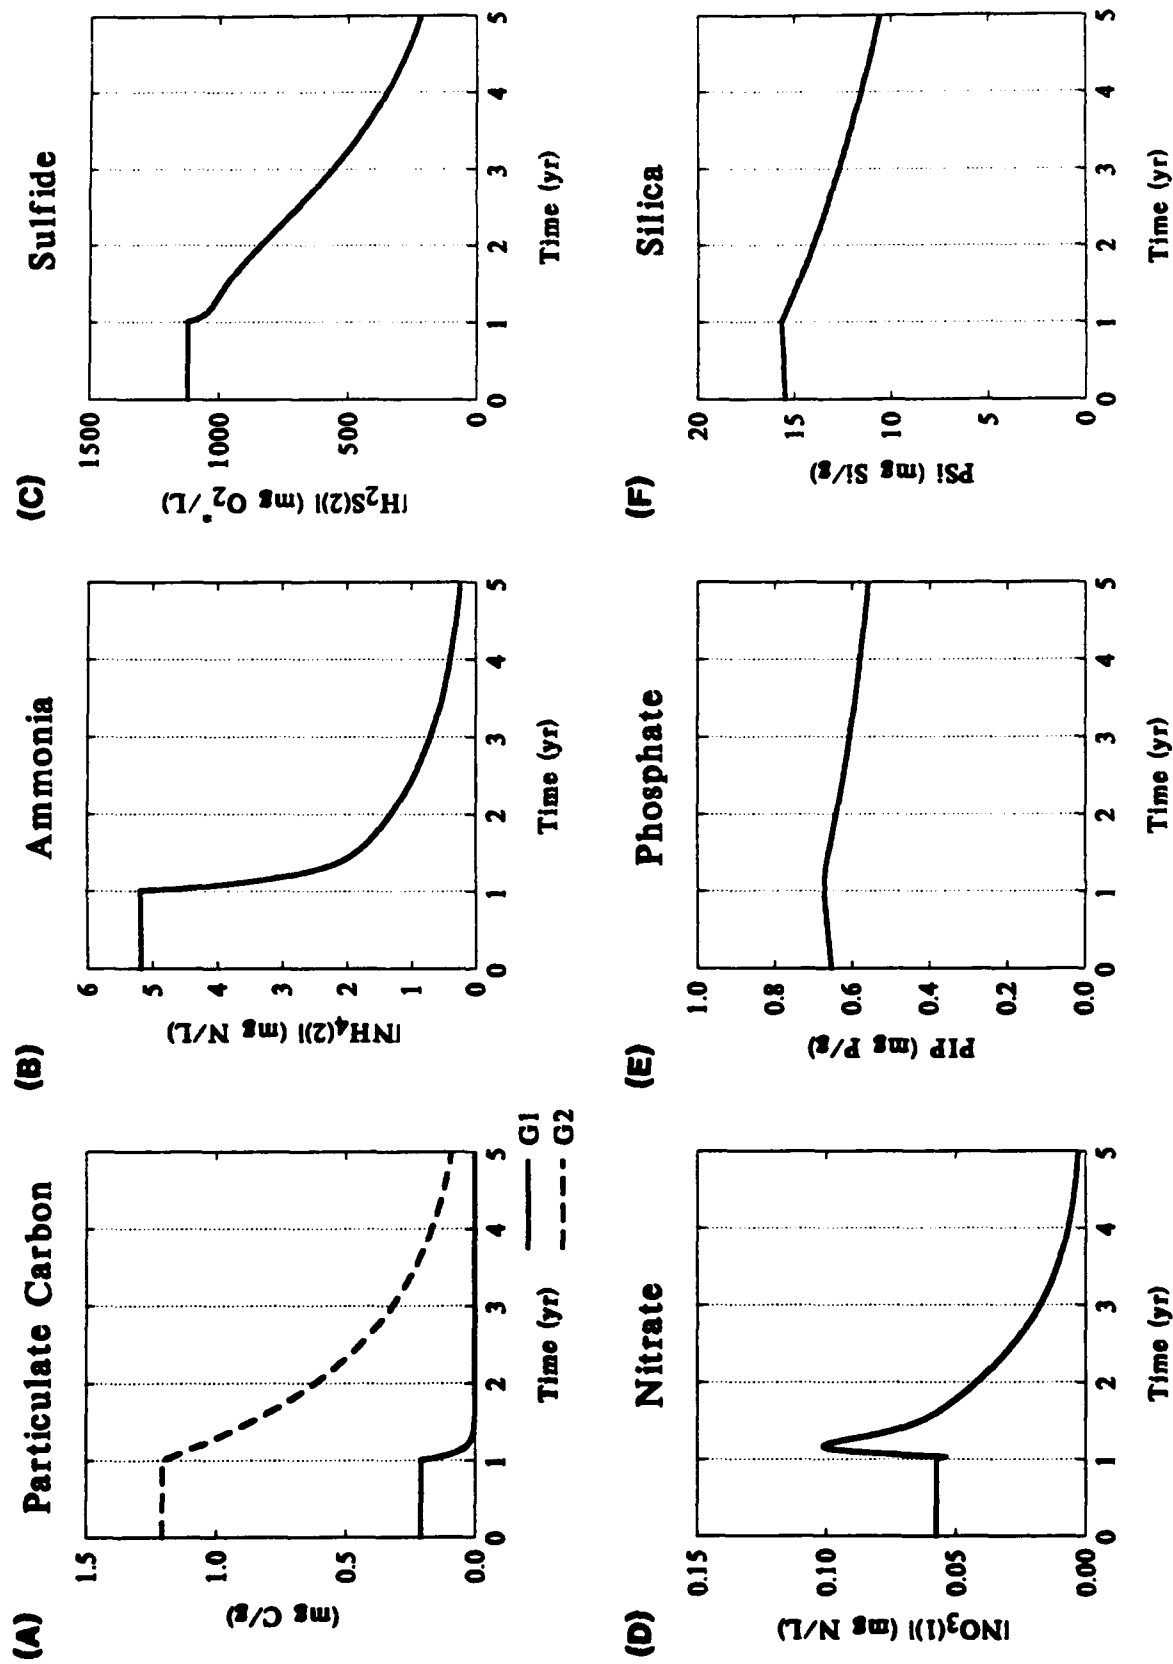 (A)
Particulate Carbon
(mg C/g)
1.5
1.0
0.5
0.0
0 1 2 3 4 5
Time (yr)
G1
G2
(B)
Ammonia
[NH4(2)] (mg N/L)
6
5
4
3
2
1
0
0 1 2 3 4 5
Time (yr)
(C)
Sulfide
[H2S(2)] (mg O2*/L)
1500
1000
500
0
0 1 2 3 4 5
Time (yr)
(D)
Nitrate
[NO3(1)] (mg N/L)
0.15
0.10
0.05
0.00
0 1 2 3 4 5
Time (yr)
(E)
Phosphate
PIP (mg P/g)
1.0
0.8
0.6
0.4
0.2
0.0
0 1 2 3 4 5
Time (yr)
(F)
Silica
PSi (mg Si/g)
20
15
10
5
0
0 1 2 3 4 5
Time (yr)